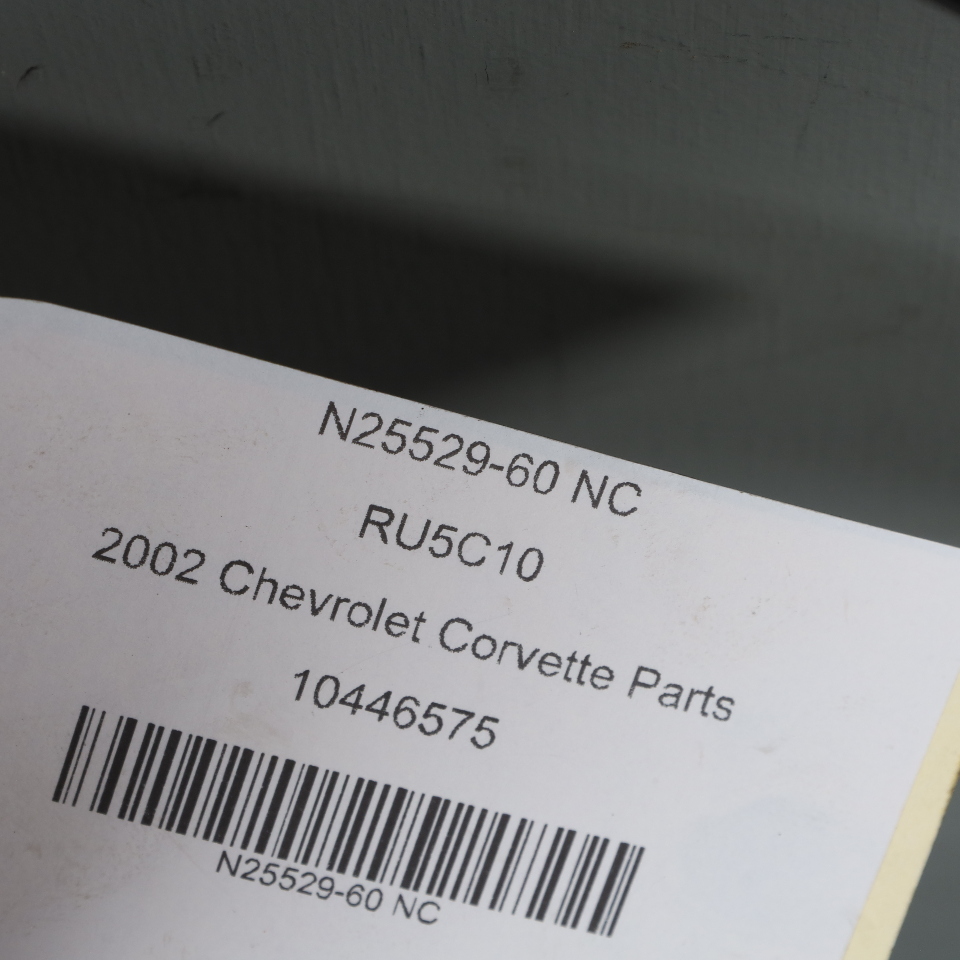 N25529-60 NC
RU5C10
2002 Chevrolet Corvette Parts
10446575
N25529-60 NC